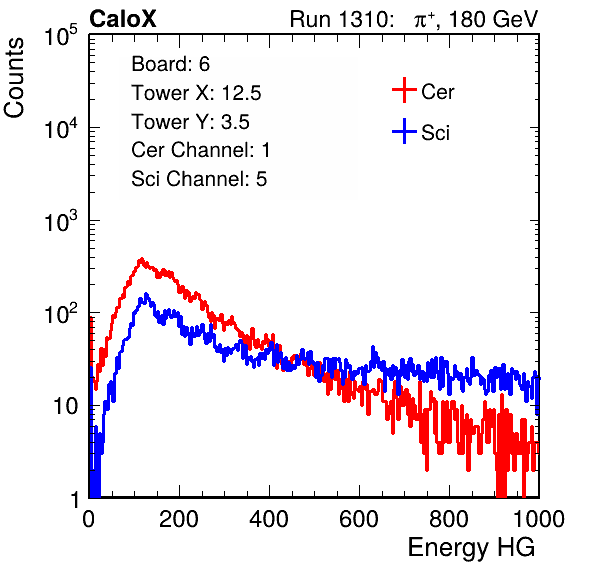 CaloX Run 1310: π⁺, 180 GeV
Counts
10⁵
10⁴
10³
10²
10
1
Board: 6
Tower X: 12.5
Tower Y: 3.5
Cer Channel: 1
Sci Channel: 5
Cer
Sci
0 200 400 600 800 1000
Energy HG